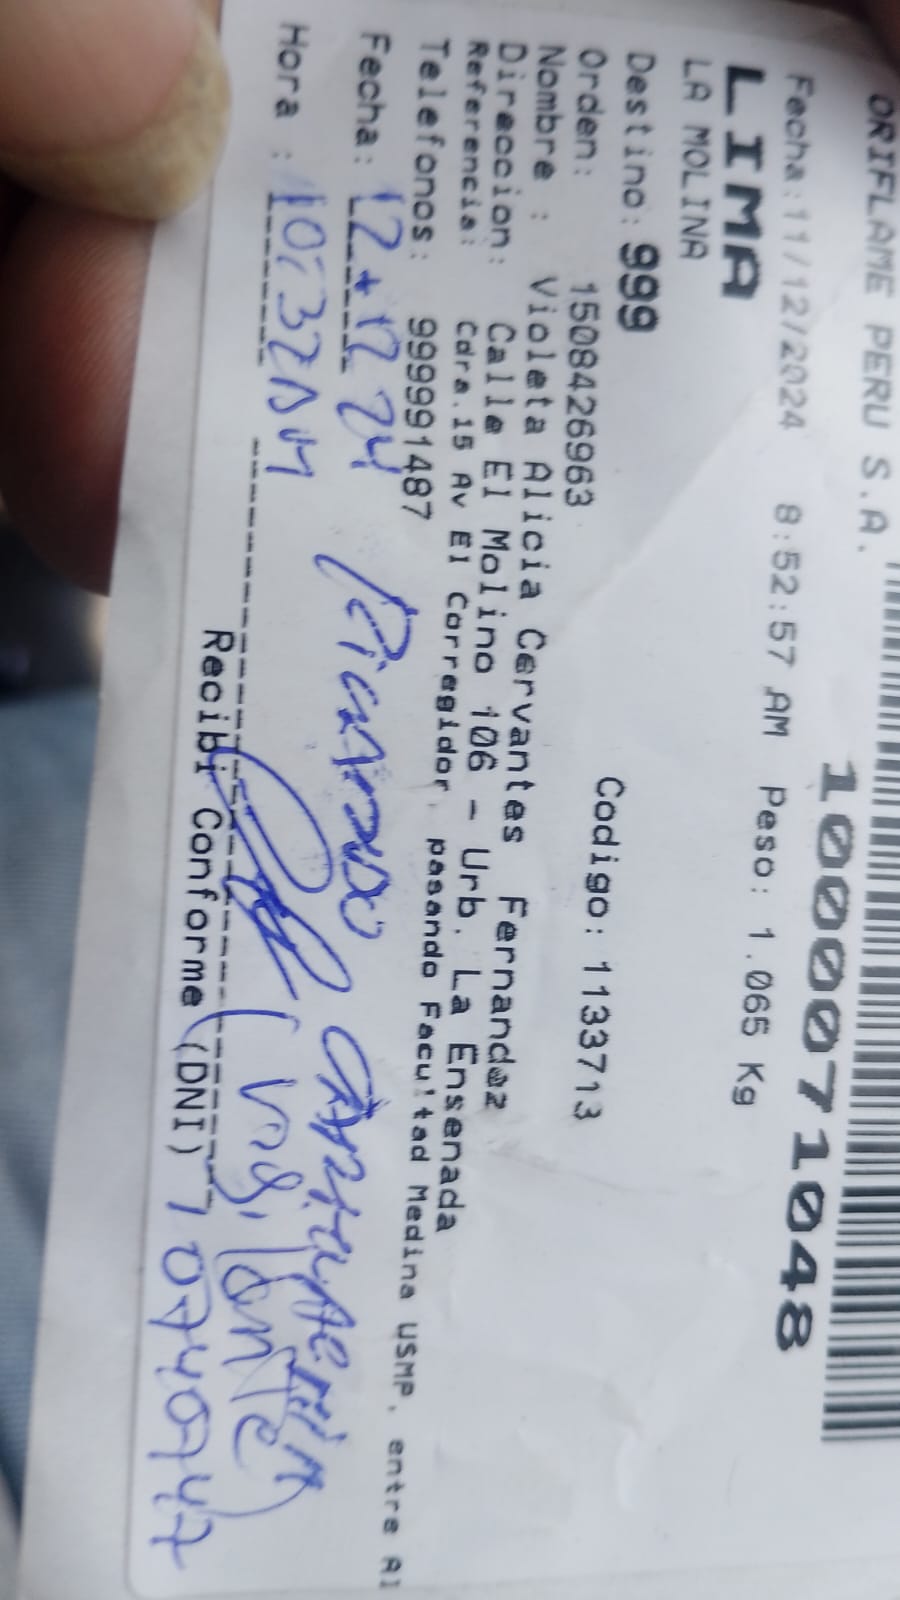 ORIFLAME PERU S.A.
10000071048
Fecha:11/12/2024 8:52:57 AM Peso: 1.065 Kg
LIMA
LA MOLINA
Destino: 999
Orden: 1508426963 Codigo: 1133713
Nombre : Violeta Alicia Cervantes Fernandez
Direccion: Calle El Molino 106 - Urb. La Ensenada
Referencia: Cdra.15 Av El Corregidor, pasando Facultad Medina USMP. entre Al
Telefonos: 999991487
Fecha: 12+12 24
Hora : 10:32AM
(Vigilante)
Recibi Conforme (DNI)